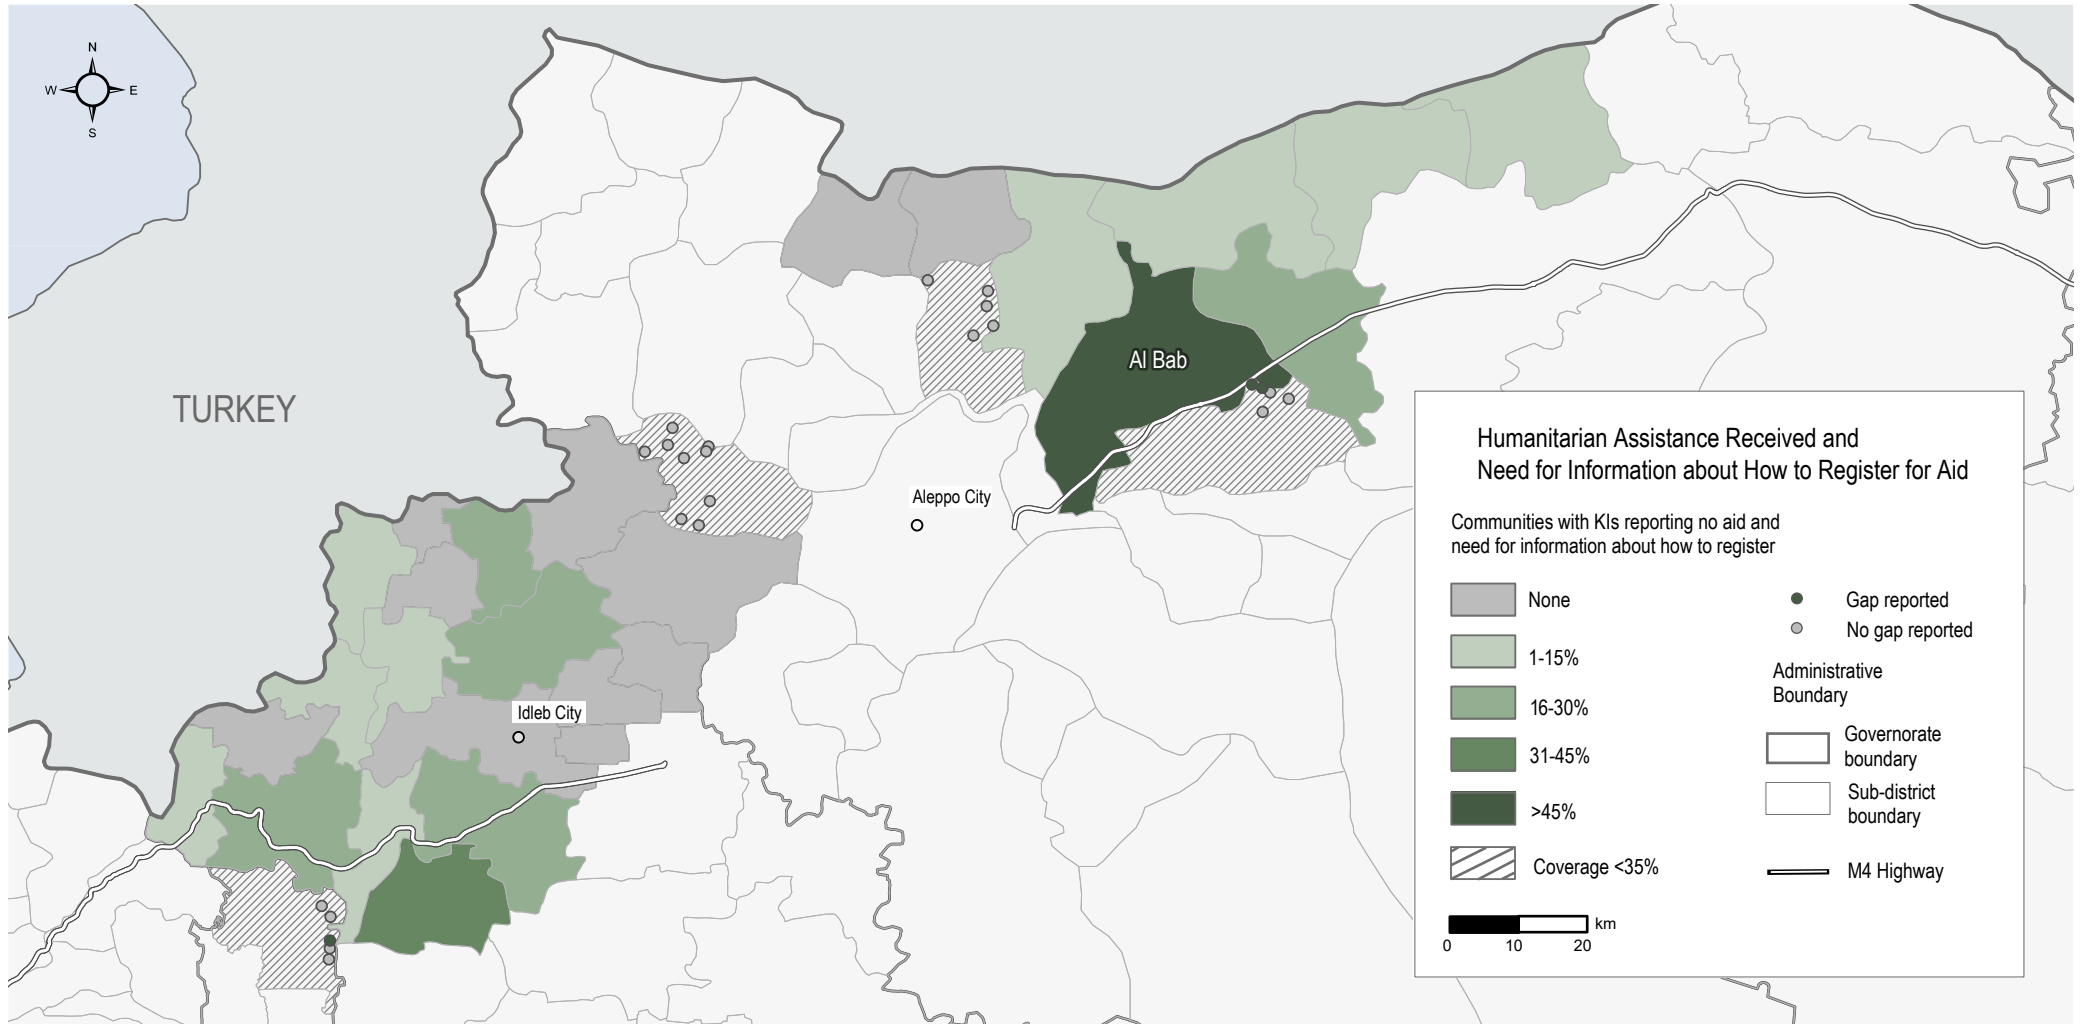 N
W
E
S
TURKEY
Al Bab
Aleppo City
Idleb City
Humanitarian Assistance Received and
Need for Information about How to Register for Aid
Communities with KIs reporting no aid and
need for information about how to register
None
1-15%
16-30%
31-45%
>45%
Coverage <35%
Gap reported
No gap reported
Administrative
Boundary
Governorate
boundary
Sub-district
boundary
M4 Highway
km
0 10 20